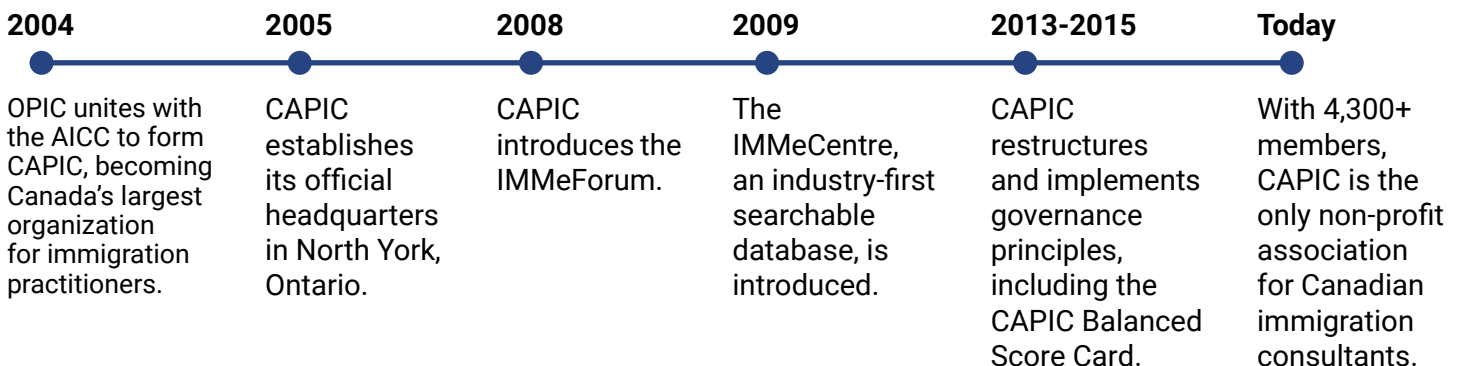 2004
OPIC unites with
the AICC to form
CAPIC, becoming
Canada’s largest
organization
for immigration
practitioners.
2005
CAPIC
establishes
its official
headquarters
in North York,
Ontario.
2008
CAPIC
introduces the
IMMeForum.
2009
The
IMMeCentre,
an industry-first
searchable
database, is
introduced.
2013-2015
CAPIC
restructures
and implements
governance
principles,
including the
CAPIC Balanced
Score Card.
Today
With 4,300+
members,
CAPIC is the
only non-profit
association
for Canadian
immigration
consultants.